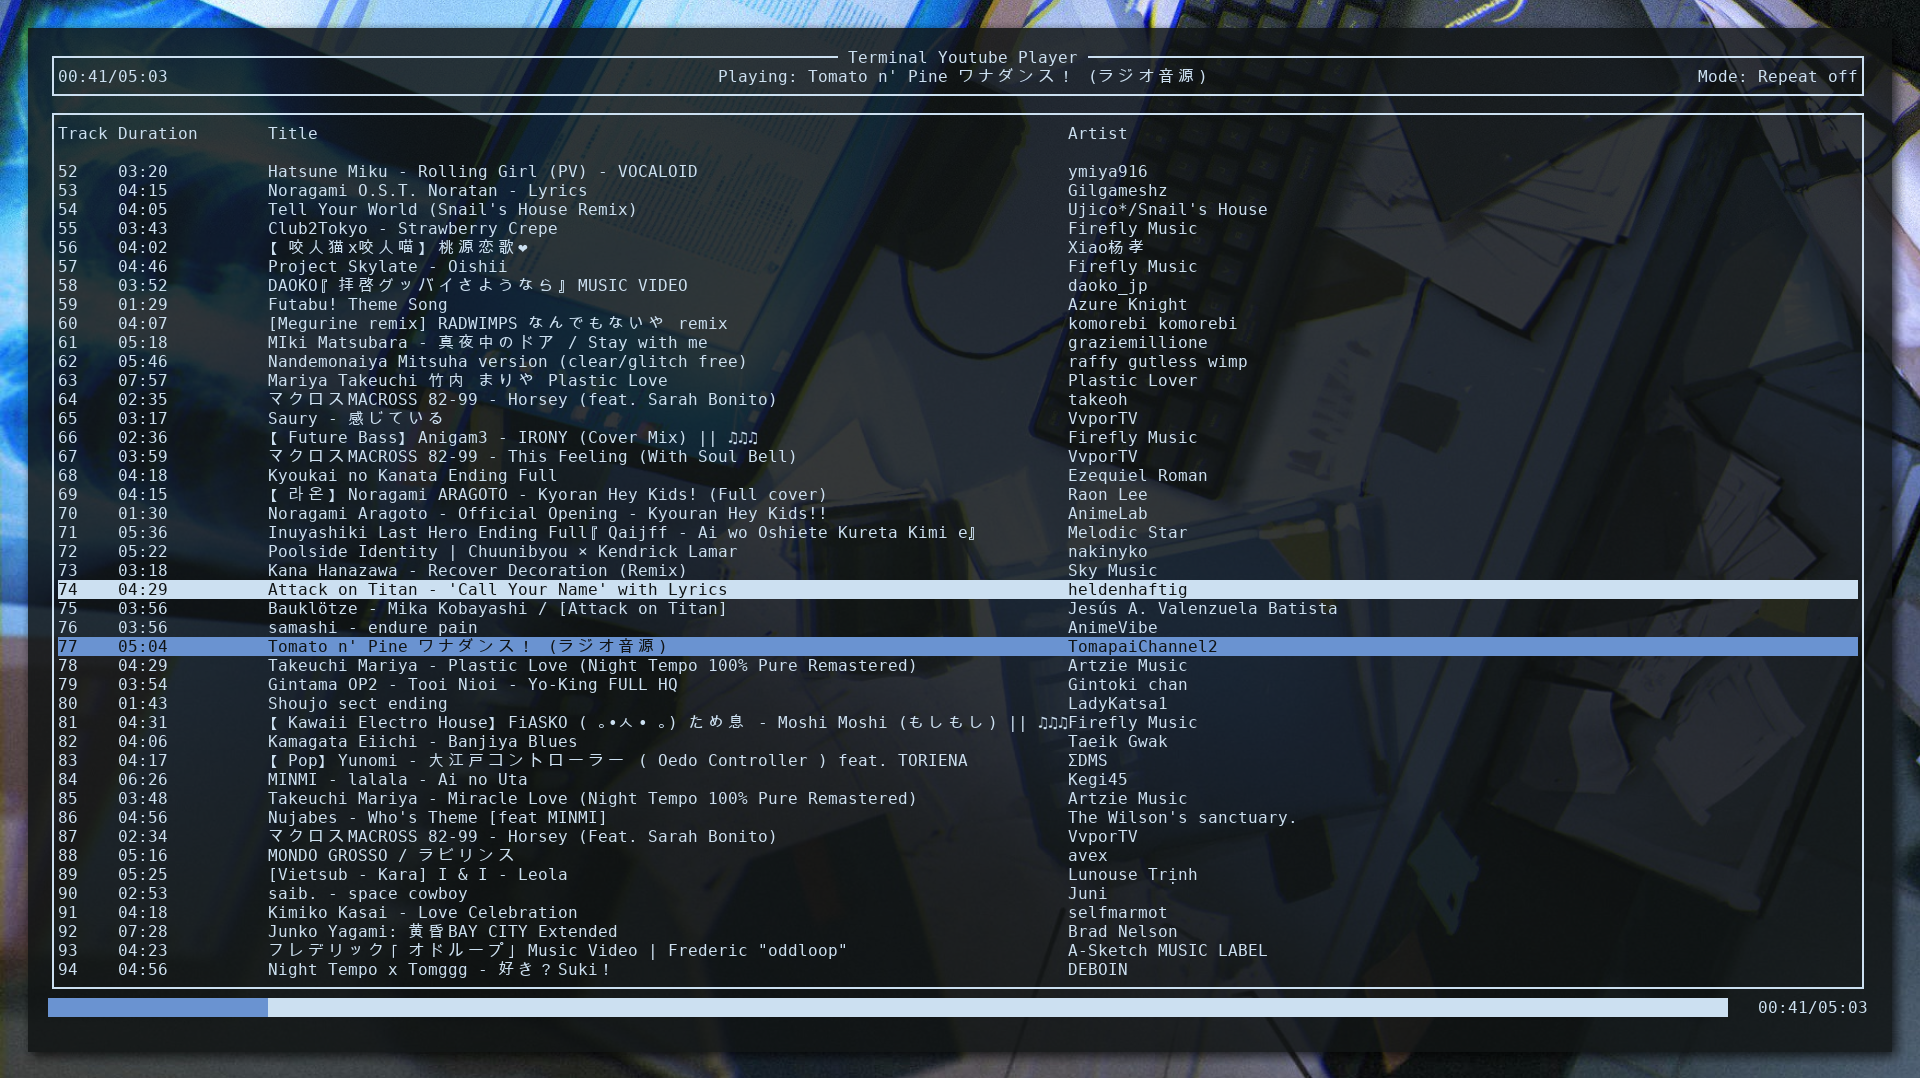 Terminal Youtube Player
00:41/05:03 Playing: Tomato n' Pine ワナダンス！ (ラジオ音源) Mode: Repeat off
Track Duration Title Artist
52 03:20 Hatsune Miku - Rolling Girl (PV) - VOCALOID ymiya916
53 04:15 Noragami O.S.T. Noratan - Lyrics Gilgameshz
54 04:05 Tell Your World (Snail's House Remix) Ujico*/Snail's House
55 03:43 Club2Tokyo - Strawberry Crepe Firefly Music
56 04:02 【咬人猫x咬人喵】桃源恋歌❤ Xiao杨孝
57 04:46 Project Skylate - Oishii Firefly Music
58 03:52 DAOKO『拝啓グッバイさようなら』MUSIC VIDEO daoko_jp
59 01:29 Futabu! Theme Song Azure Knight
60 04:07 [Megurine remix] RADWIMPS なんでもないや remix komorebi komorebi
61 05:18 MIki Matsubara - 真夜中のドア / Stay with me graziemillione
62 05:46 Nandemonaiya Mitsuha version (clear/glitch free) raffy gutless wimp
63 07:57 Mariya Takeuchi 竹内 まりや Plastic Love Plastic Lover
64 02:35 マクロスMACROSS 82-99 - Horsey (feat. Sarah Bonito) takeoh
65 03:17 Saury - 感じている VvporTV
66 02:36 【Future Bass】Anigam3 - IRONY (Cover Mix) || ♫♫♫ Firefly Music
67 03:59 マクロスMACROSS 82-99 - This Feeling (With Soul Bell) VvporTV
68 04:18 Kyoukai no Kanata Ending Full Ezequiel Roman
69 04:15 【라온】Noragami ARAGOTO - Kyoran Hey Kids! (Full cover) Raon Lee
70 01:30 Noragami Aragoto - Official Opening - Kyouran Hey Kids!! AnimeLab
71 05:36 Inuyashiki Last Hero Ending Full『Qaijff - Ai wo Oshiete Kureta Kimi e』 Melodic Star
72 05:22 Poolside Identity | Chuunibyou × Kendrick Lamar nakinyko
73 03:18 Kana Hanazawa - Recover Decoration (Remix) Sky Music
74 04:29 Attack on Titan - 'Call Your Name' with Lyrics heldenhaftig
75 03:56 Bauklötze - Mika Kobayashi / [Attack on Titan] Jesús A. Valenzuela Batista
76 03:56 samashi - endure pain AnimeVibe
77 05:04 Tomato n' Pine ワナダンス！ (ラジオ音源) TomapaiChannel2
78 04:29 Takeuchi Mariya - Plastic Love (Night Tempo 100% Pure Remastered) Artzie Music
79 03:54 Gintama OP2 - Tooi Nioi - Yo-King FULL HQ Gintoki chan
80 01:43 Shoujo sect ending LadyKatsa1
81 04:31 【Kawaii Electro House】FiASKO ( ｡•ㅅ•｡) ため息 - Moshi Moshi (もしもし) || ♫♫♫Firefly Music
82 04:06 Kamagata Eiichi - Banjiya Blues Taeik Gwak
83 04:17 【Pop】Yunomi - 大江戸コントローラー ( Oedo Controller ) feat. TORIENA ΣDMS
84 06:26 MINMI - lalala - Ai no Uta Kegi45
85 03:48 Takeuchi Mariya - Miracle Love (Night Tempo 100% Pure Remastered) Artzie Music
86 04:56 Nujabes - Who's Theme [feat MINMI] The Wilson's sanctuary.
87 02:34 マクロスMACROSS 82-99 - Horsey (Feat. Sarah Bonito) VvporTV
88 05:16 MONDO GROSSO / ラビリンス avex
89 05:25 [Vietsub - Kara] I & I - Leola Lunouse Trịnh
90 02:53 saib. - space cowboy Juni
91 04:18 Kimiko Kasai - Love Celebration selfmarmot
92 07:28 Junko Yagami: 黄昏BAY CITY Extended Brad Nelson
93 04:23 フレデリック「オドループ」Music Video | Frederic "oddloop" A-Sketch MUSIC LABEL
94 04:56 Night Tempo x Tomggg - 好き？Suki！ DEBOIN
00:41/05:03